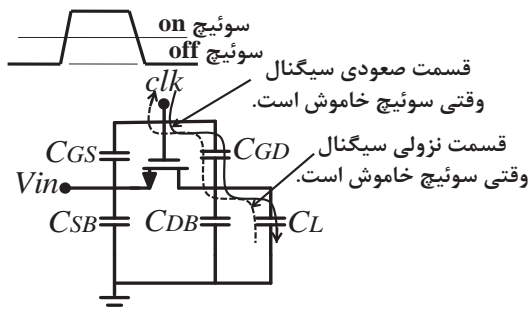 سوئیچ on
سوئیچ off
clk
قسمت صعودی سیگنال
وقتی سوئیچ خاموش است.
CGS
CGD
قسمت نزولی سیگنال
وقتی سوئیچ خاموش است.
Vin
CSB
CDB
CL